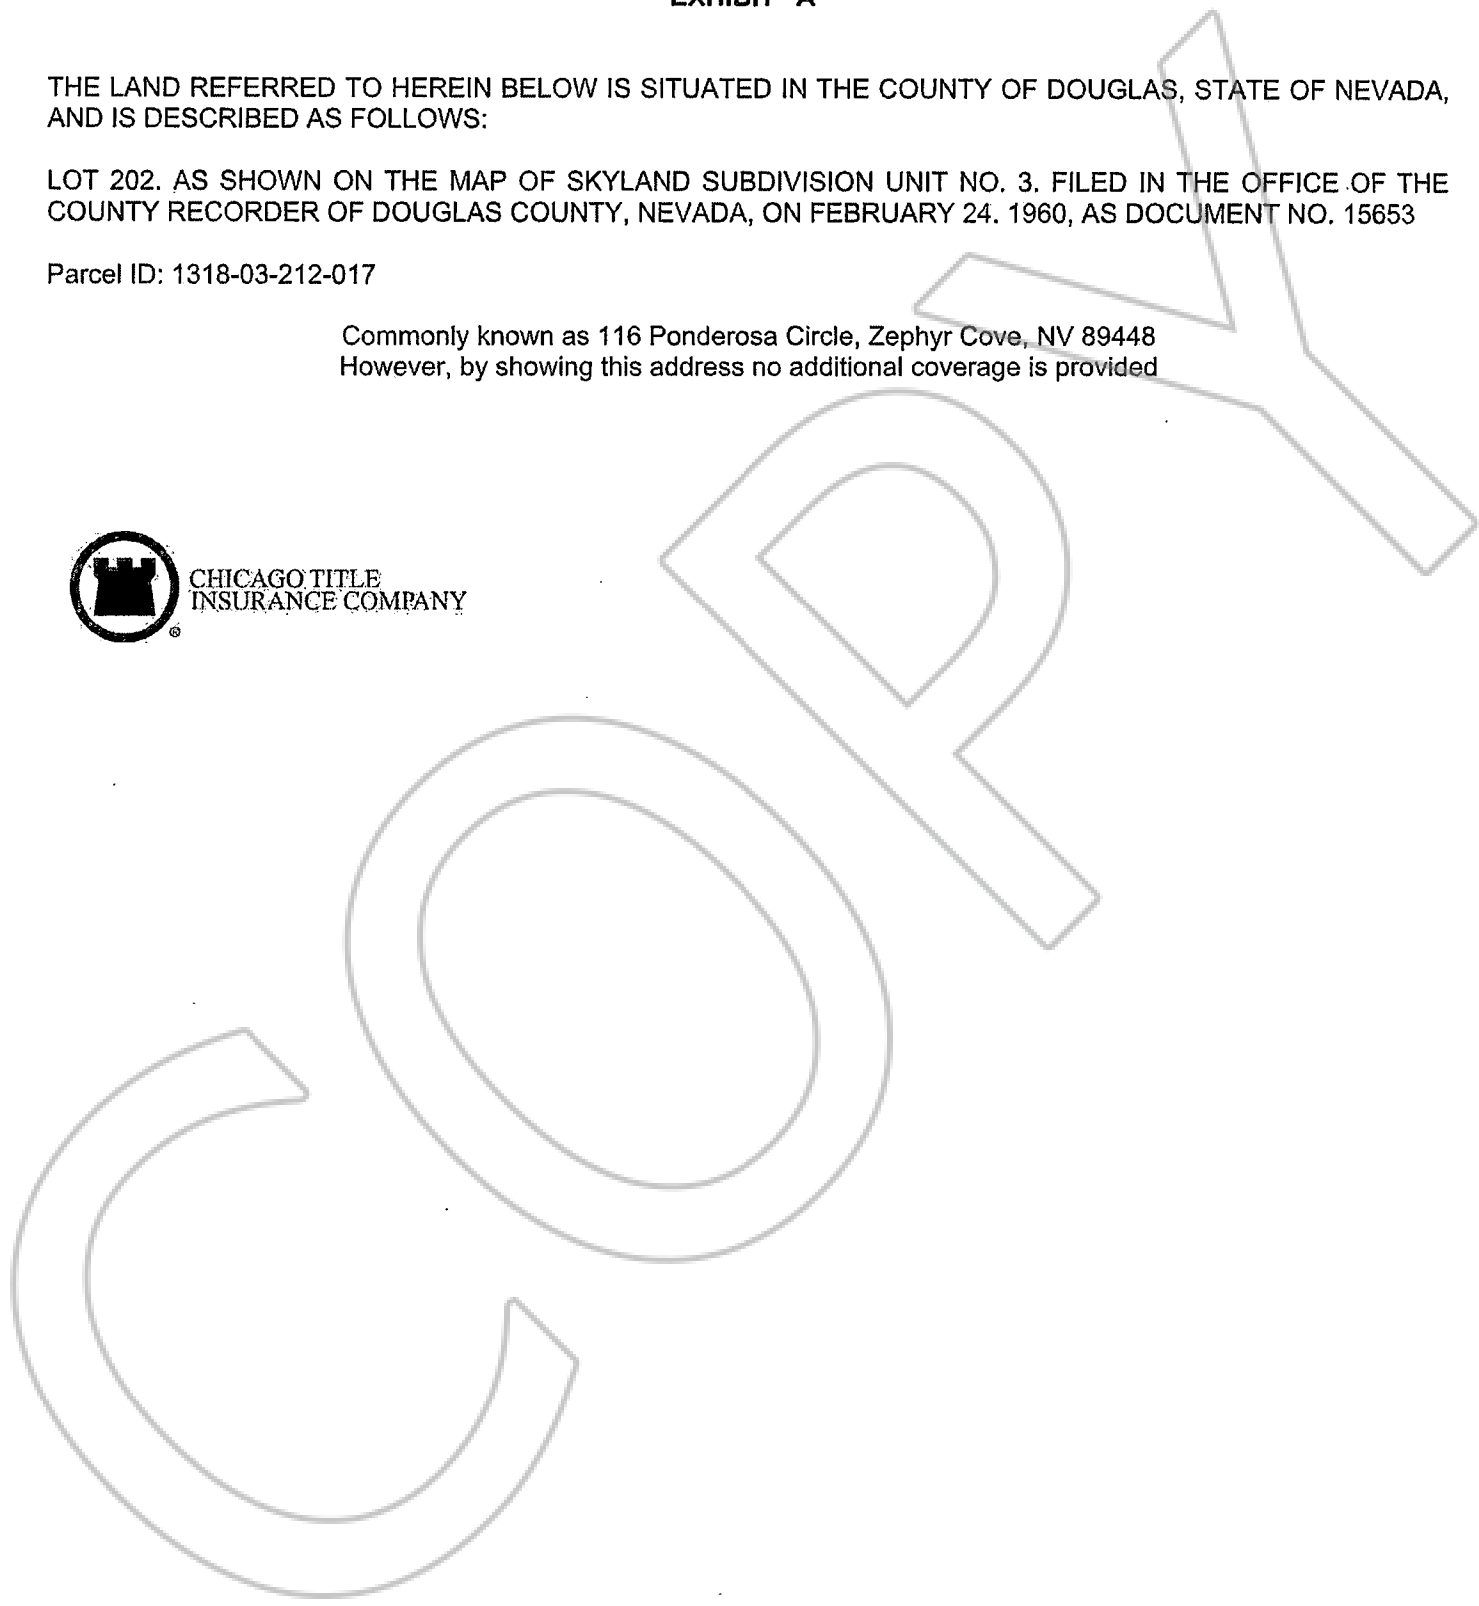 EXHIBIT "A"
THE LAND REFERRED TO HEREIN BELOW IS SITUATED IN THE COUNTY OF DOUGLAS, STATE OF NEVADA,
AND IS DESCRIBED AS FOLLOWS:
LOT 202. AS SHOWN ON THE MAP OF SKYLAND SUBDIVISION UNIT NO. 3. FILED IN THE OFFICE OF THE
COUNTY RECORDER OF DOUGLAS COUNTY, NEVADA, ON FEBRUARY 24. 1960, AS DOCUMENT NO. 15653
Parcel ID: 1318-03-212-017
Commonly known as 116 Ponderosa Circle, Zephyr Cove, NV 89448
However, by showing this address no additional coverage is provided
CHICAGO TITLE
INSURANCE COMPANY
®
COPY